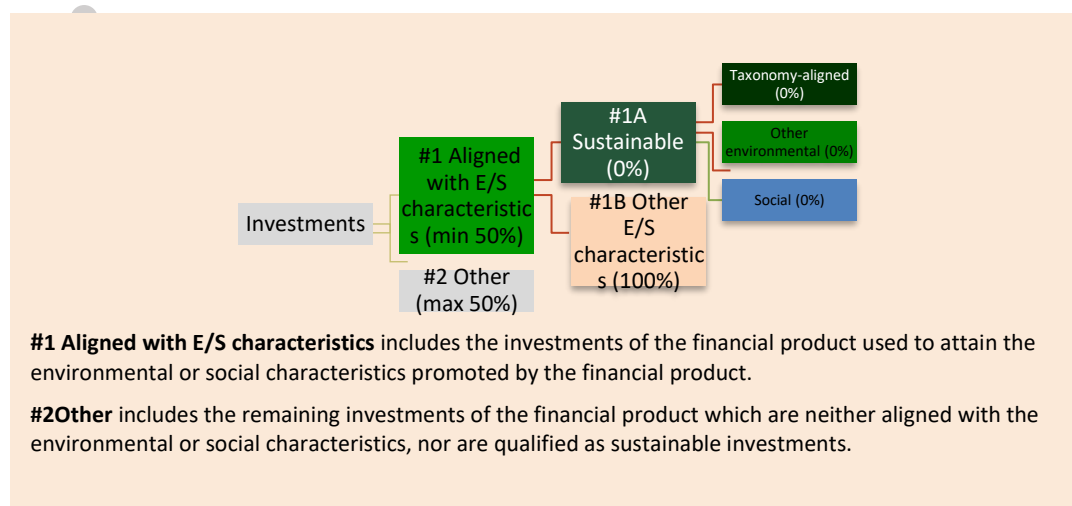 Taxonomy-aligned
(0%)
#1A
Sustainable
(0%)
Other
environmental (0%)
#1 Aligned
with E/S
characteristic
s (min 50%)
Social (0%)
#1B Other
E/S
characteristic
s (100%)
Investments
#2 Other
(max 50%)
#1 Aligned with E/S characteristics includes the investments of the financial product used to attain the
environmental or social characteristics promoted by the financial product.
#2Other includes the remaining investments of the financial product which are neither aligned with the
environmental or social characteristics, nor are qualified as sustainable investments.